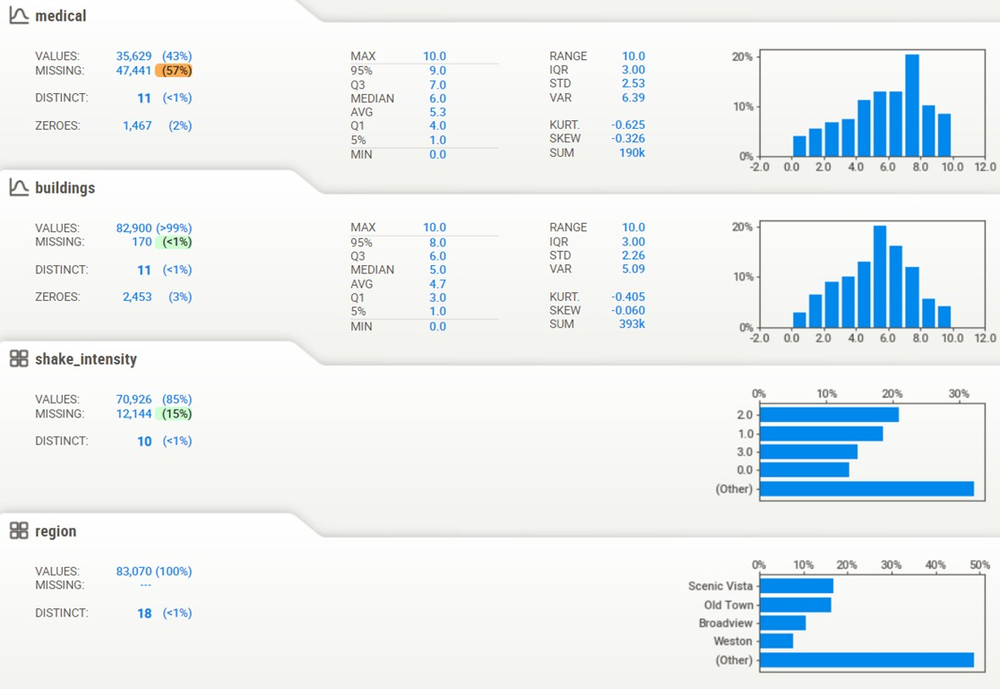 medical
VALUES: 35,629 (43%)
MISSING: 47,441 (57%)
DISTINCT: 11 (<1%)
ZEROES: 1,467 (2%)
MAX 10.0
95% 9.0
Q3 7.0
MEDIAN 6.0
AVG 5.3
Q1 4.0
5% 1.0
MIN 0.0
RANGE 10.0
IQR 3.00
STD 2.53
VAR 6.39
KURT. -0.625
SKEW -0.326
SUM 190k
20%
10%
0%
-2.0 0.0 2.0 4.0 6.0 8.0 10.0 12.0
buildings
VALUES: 82,900 (>99%)
MISSING: 170 (<1%)
DISTINCT: 11 (<1%)
ZEROES: 2,453 (3%)
MAX 10.0
95% 8.0
Q3 6.0
MEDIAN 5.0
AVG 4.7
Q1 3.0
5% 1.0
MIN 0.0
RANGE 10.0
IQR 3.00
STD 2.26
VAR 5.09
KURT. -0.405
SKEW -0.060
SUM 393k
20%
10%
0%
-2.0 0.0 2.0 4.0 6.0 8.0 10.0 12.0
shake_intensity
VALUES: 70,926 (85%)
MISSING: 12,144 (15%)
DISTINCT: 10 (<1%)
0% 10% 20% 30%
2.0
1.0
3.0
0.0
(Other)
region
VALUES: 83,070 (100%)
MISSING: ---
DISTINCT: 18 (<1%)
0% 10% 20% 30% 40% 50%
Scenic Vista
Old Town
Broadview
Weston
(Other)